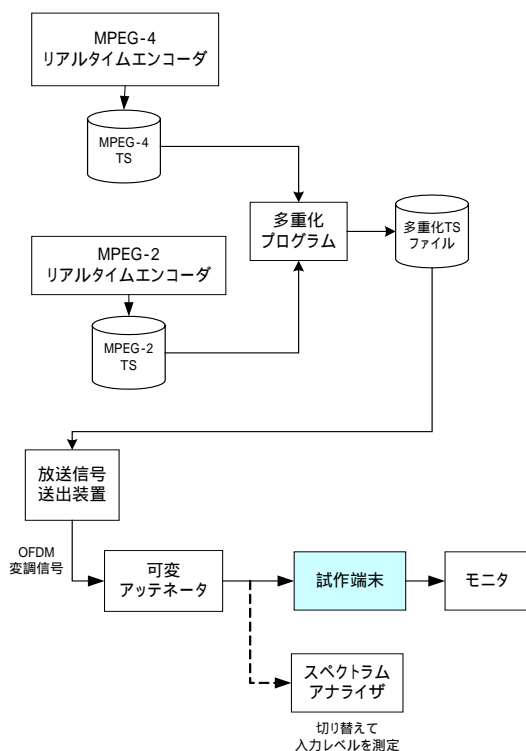 MPEG-4
リアルタイムエンコーダ
MPEG-4
TS
多重化
プログラム
多重化TS
ファイル
MPEG-2
リアルタイムエンコーダ
MPEG-2
TS
放送信号
送出装置
OFDM
変調信号
可変
アッテネータ
試作端末
モニタ
スペクトラム
アナライザ
切り替えて
入力レベルを測定